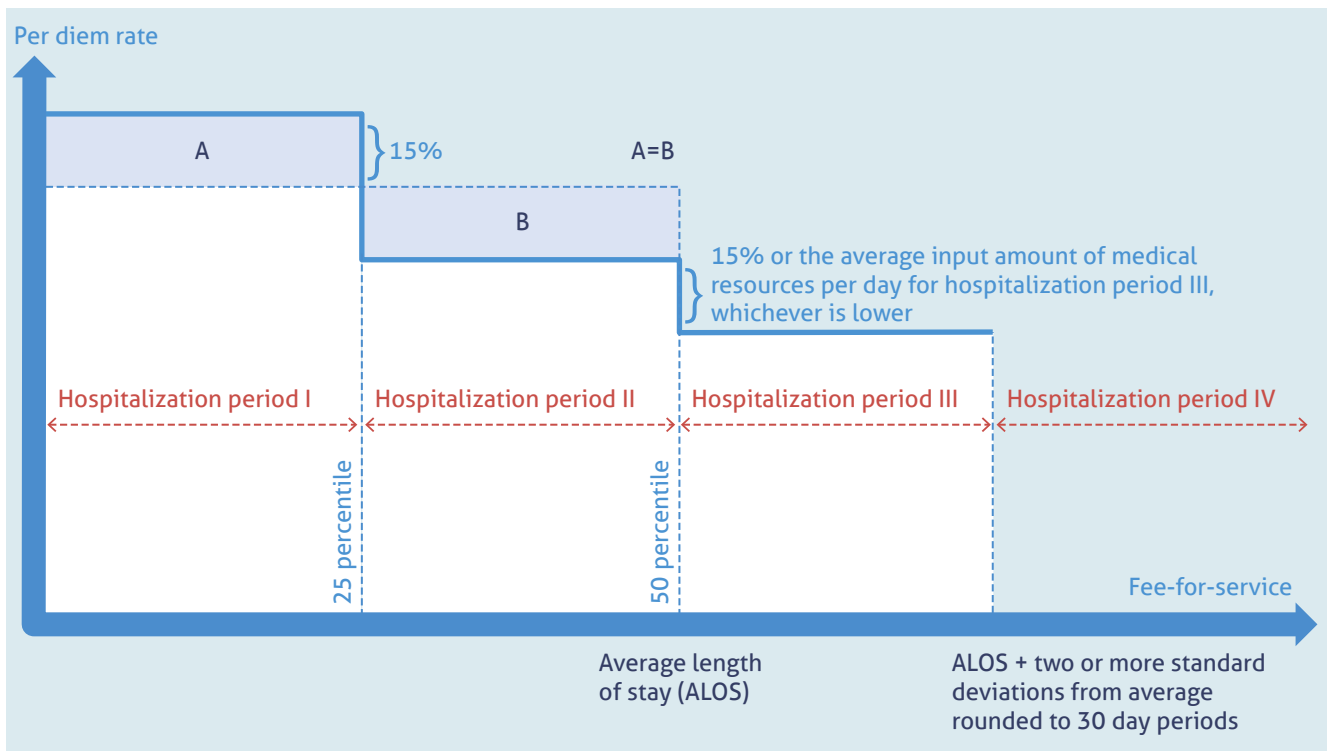 Per diem rate
A
15%
A=B
B
15% or the average input amount of medical
resources per day for hospitalization period III,
whichever is lower
Hospitalization period I
Hospitalization period II
Hospitalization period III
Hospitalization period IV
25 percentile
50 percentile
Fee-for-service
Average length
of stay (ALOS)
ALOS + two or more standard
deviations from average
rounded to 30 day periods